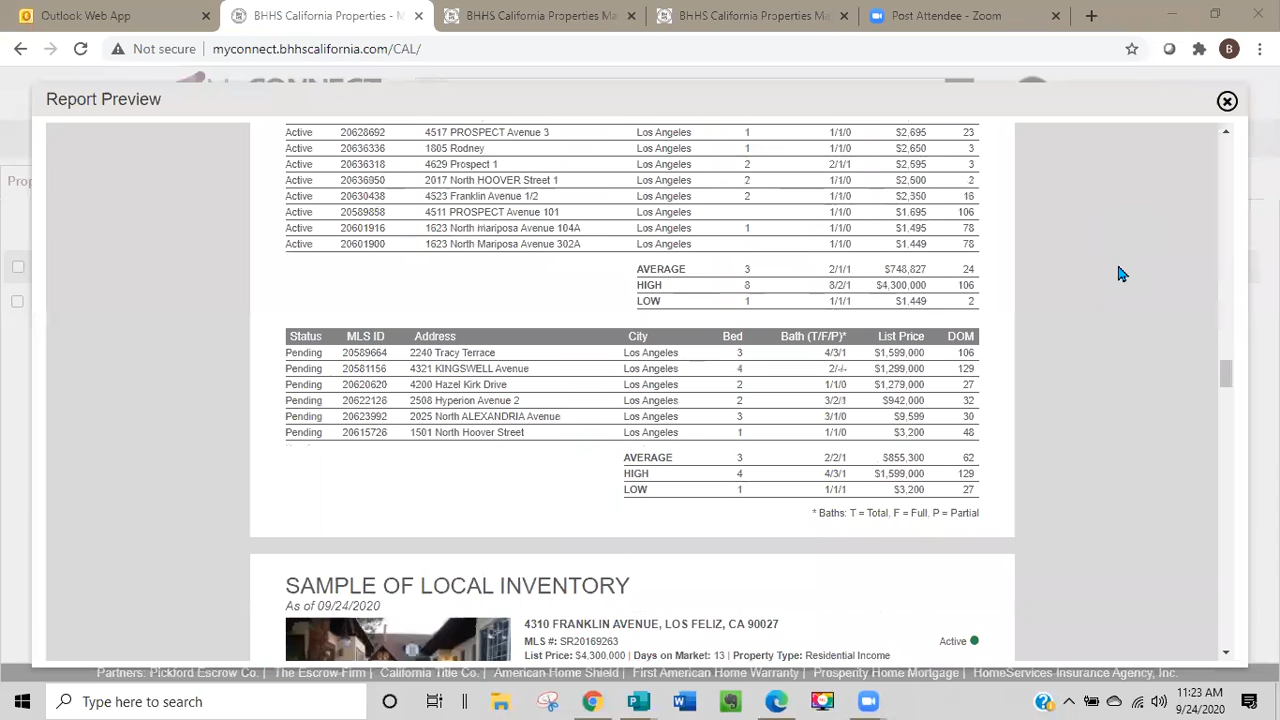 Outlook Web App
BHHS California Properties - M
BHHS California Properties Ma
BHHS California Properties Ma
Post Attendee - Zoom
Not secure myconnect.bhhscalifornia.com/CAL/
B
Report Preview
Prop
Active 20628692 4517 PROSPECT Avenue 3 Los Angeles 1 1/1/0 $2,695 23
Active 20636336 1805 Rodney Los Angeles 1 1/1/0 $2,650 3
Active 20636318 4629 Prospect 1 Los Angeles 2 2/1/1 $2,595 3
Active 20636950 2017 North HOOVER Street 1 Los Angeles 2 1/1/0 $2,500 2
Active 20630438 4523 Franklin Avenue 1/2 Los Angeles 2 1/1/0 $2,350 16
Active 20589858 4511 PROSPECT Avenue 101 Los Angeles 1/1/0 $1,695 106
Active 20601916 1623 North Mariposa Avenue 104A Los Angeles 1 1/1/0 $1,495 78
Active 20601900 1623 North Mariposa Avenue 302A Los Angeles 1/1/0 $1,449 78
AVERAGE 3 2/1/1 $748,827 24
HIGH 8 8/2/1 $4,300,000 106
LOW 1 1/1/1 $1,449 2
Status MLS ID Address City Bed Bath (T/F/P)* List Price DOM
Pending 20589664 2240 Tracy Terrace Los Angeles 3 4/3/1 $1,599,000 106
Pending 20581156 4321 KINGSWELL Avenue Los Angeles 4 2/-/- $1,299,000 129
Pending 20620620 4200 Hazel Kirk Drive Los Angeles 2 1/1/0 $1,279,000 27
Pending 20622126 2508 Hyperion Avenue 2 Los Angeles 2 3/2/1 $942,000 32
Pending 20623992 2025 North ALEXANDRIA Avenue Los Angeles 3 3/1/0 $9,599 30
Pending 20615726 1501 North Hoover Street Los Angeles 1 1/1/0 $3,200 48
AVERAGE 3 2/2/1 $855,300 62
HIGH 4 4/3/1 $1,599,000 129
LOW 1 1/1/1 $3,200 27
* Baths: T = Total, F = Full, P = Partial
SAMPLE OF LOCAL INVENTORY
As of 09/24/2020
4310 FRANKLIN AVENUE, LOS FELIZ, CA 90027
MLS #: SR20169263 Active
List Price: $4,300,000 | Days on Market: 13 | Property Type: Residential Income
Partners: Pickford Escrow Co. | The Escrow Firm | California Title Co. | American Home Shield | First American Home Warranty | Prosperity Home Mortgage | HomeServices Insurance Agency, Inc.
Type here to search
11:23 AM
9/24/2020